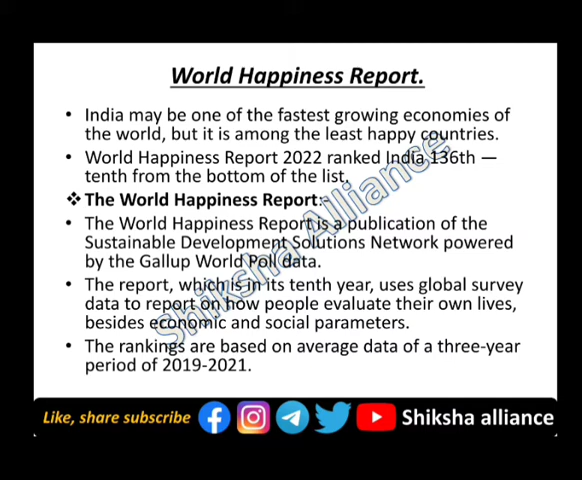 World Happiness Report.
• India may be one of the fastest growing economies of
the world, but it is among the least happy countries.
• World Happiness Report 2022 ranked India 136th —
tenth from the bottom of the list.
❖ The World Happiness Report:-
• The World Happiness Report is a publication of the
Sustainable Development Solutions Network powered
by the Gallup World Poll data.
• The report, which is in its tenth year, uses global survey
data to report on how people evaluate their own lives,
besides economic and social parameters.
• The rankings are based on average data of a three-year
period of 2019-2021.
Shiksha Alliance
Like, share subscribe Shiksha alliance